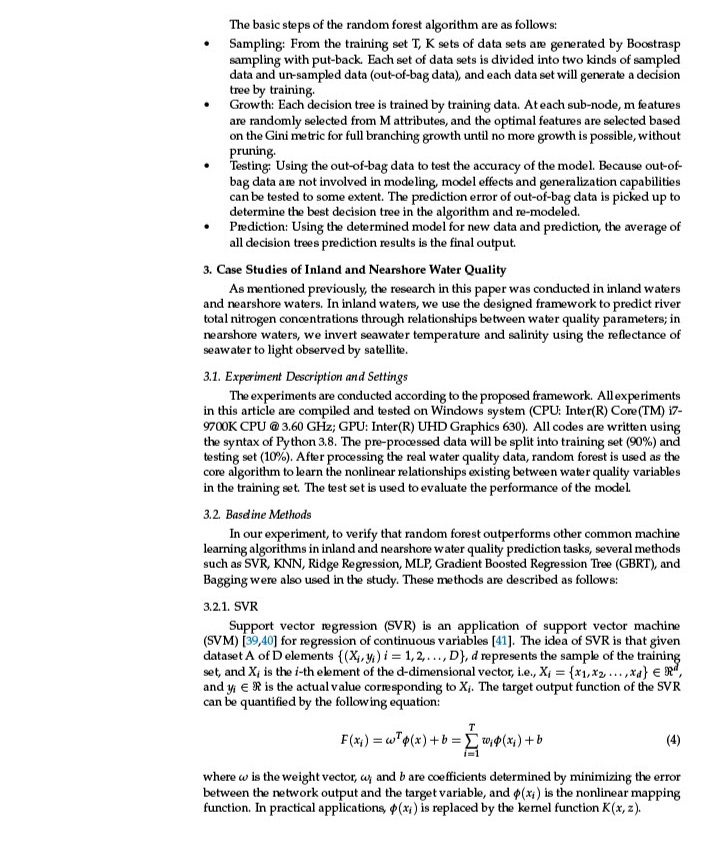 The basic steps of the random forest algorithm are as follows:
• Sampling: From the training set T, K sets of data sets are generated by Boostrasp
sampling with put-back. Each set of data sets is divided into two kinds of sampled
data and un-sampled data (out-of-bag data), and each data set will generate a decision
tree by training.
• Growth: Each decision tree is trained by training data. At each sub-node, m features
are randomly selected from M attributes, and the optimal features are selected based
on the Gini metric for full branching growth until no more growth is possible, without
pruning.
• Testing: Using the out-of-bag data to test the accuracy of the model. Because out-of-
bag data are not involved in modeling, model effects and generalization capabilities
can be tested to some extent. The prediction error of out-of-bag data is picked up to
determine the best decision tree in the algorithm and re-modeled.
• Prediction: Using the determined model for new data and prediction, the average of
all decision trees prediction results is the final output.
3. Case Studies of Inland and Nearshore Water Quality
As mentioned previously, the research in this paper was conducted in inland waters
and nearshore waters. In inland waters, we use the designed framework to predict river
total nitrogen concentrations through relationships between water quality parameters; in
nearshore waters, we invert seawater temperature and salinity using the reflectance of
seawater to light observed by satellite.
3.1. Experiment Description and Settings
The experiments are conducted according to the proposed framework. All experiments
in this article are compiled and tested on Windows system (CPU: Inter(R) Core(TM) i7-
9700K CPU @ 3.60 GHz; GPU: Inter(R) UHD Graphics 630). All codes are written using
the syntax of Python 3.8. The pre-processed data will be split into training set (90%) and
testing set (10%). After processing the real water quality data, random forest is used as the
core algorithm to learn the nonlinear relationships existing between water quality variables
in the training set. The test set is used to evaluate the performance of the model.
3.2. Baseline Methods
In our experiment, to verify that random forest outperforms other common machine
learning algorithms in inland and nearshore water quality prediction tasks, several methods
such as SVR, KNN, Ridge Regression, MLP, Gradient Boosted Regression Tree (GBRT), and
Bagging were also used in the study. These methods are described as follows:
3.2.1. SVR
Support vector regression (SVR) is an application of support vector machine
(SVM) [39,40] for regression of continuous variables [41]. The idea of SVR is that given
dataset A of D elements {(Xᵢ, yᵢ) i = 1, 2, . . . , D}, d represents the sample of the training
set, and Xᵢ is the i-th element of the d-dimensional vector, i.e., Xᵢ = {x₁, x₂, . . . , x_d} ∈ ℜᵈ,
and yᵢ ∈ ℜ is the actual value corresponding to Xᵢ. The target output function of the SVR
can be quantified by the following equation:
F(xᵢ) = ωᵀϕ(x) + b = ∑ᵢ₌₁ᵀ wᵢϕ(xᵢ) + b (4)
where ω is the weight vector, ωᵢ and b are coefficients determined by minimizing the error
between the network output and the target variable, and ϕ(xᵢ) is the nonlinear mapping
function. In practical applications, ϕ(xᵢ) is replaced by the kernel function K(x, z).